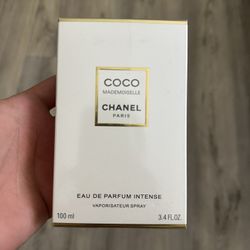 COCO
MADEMOISELLE
CHANEL
PARIS
EAU DE PARFUM INTENSE
VAPORISATEUR SPRAY
100 ml 3.4 FL.OZ.